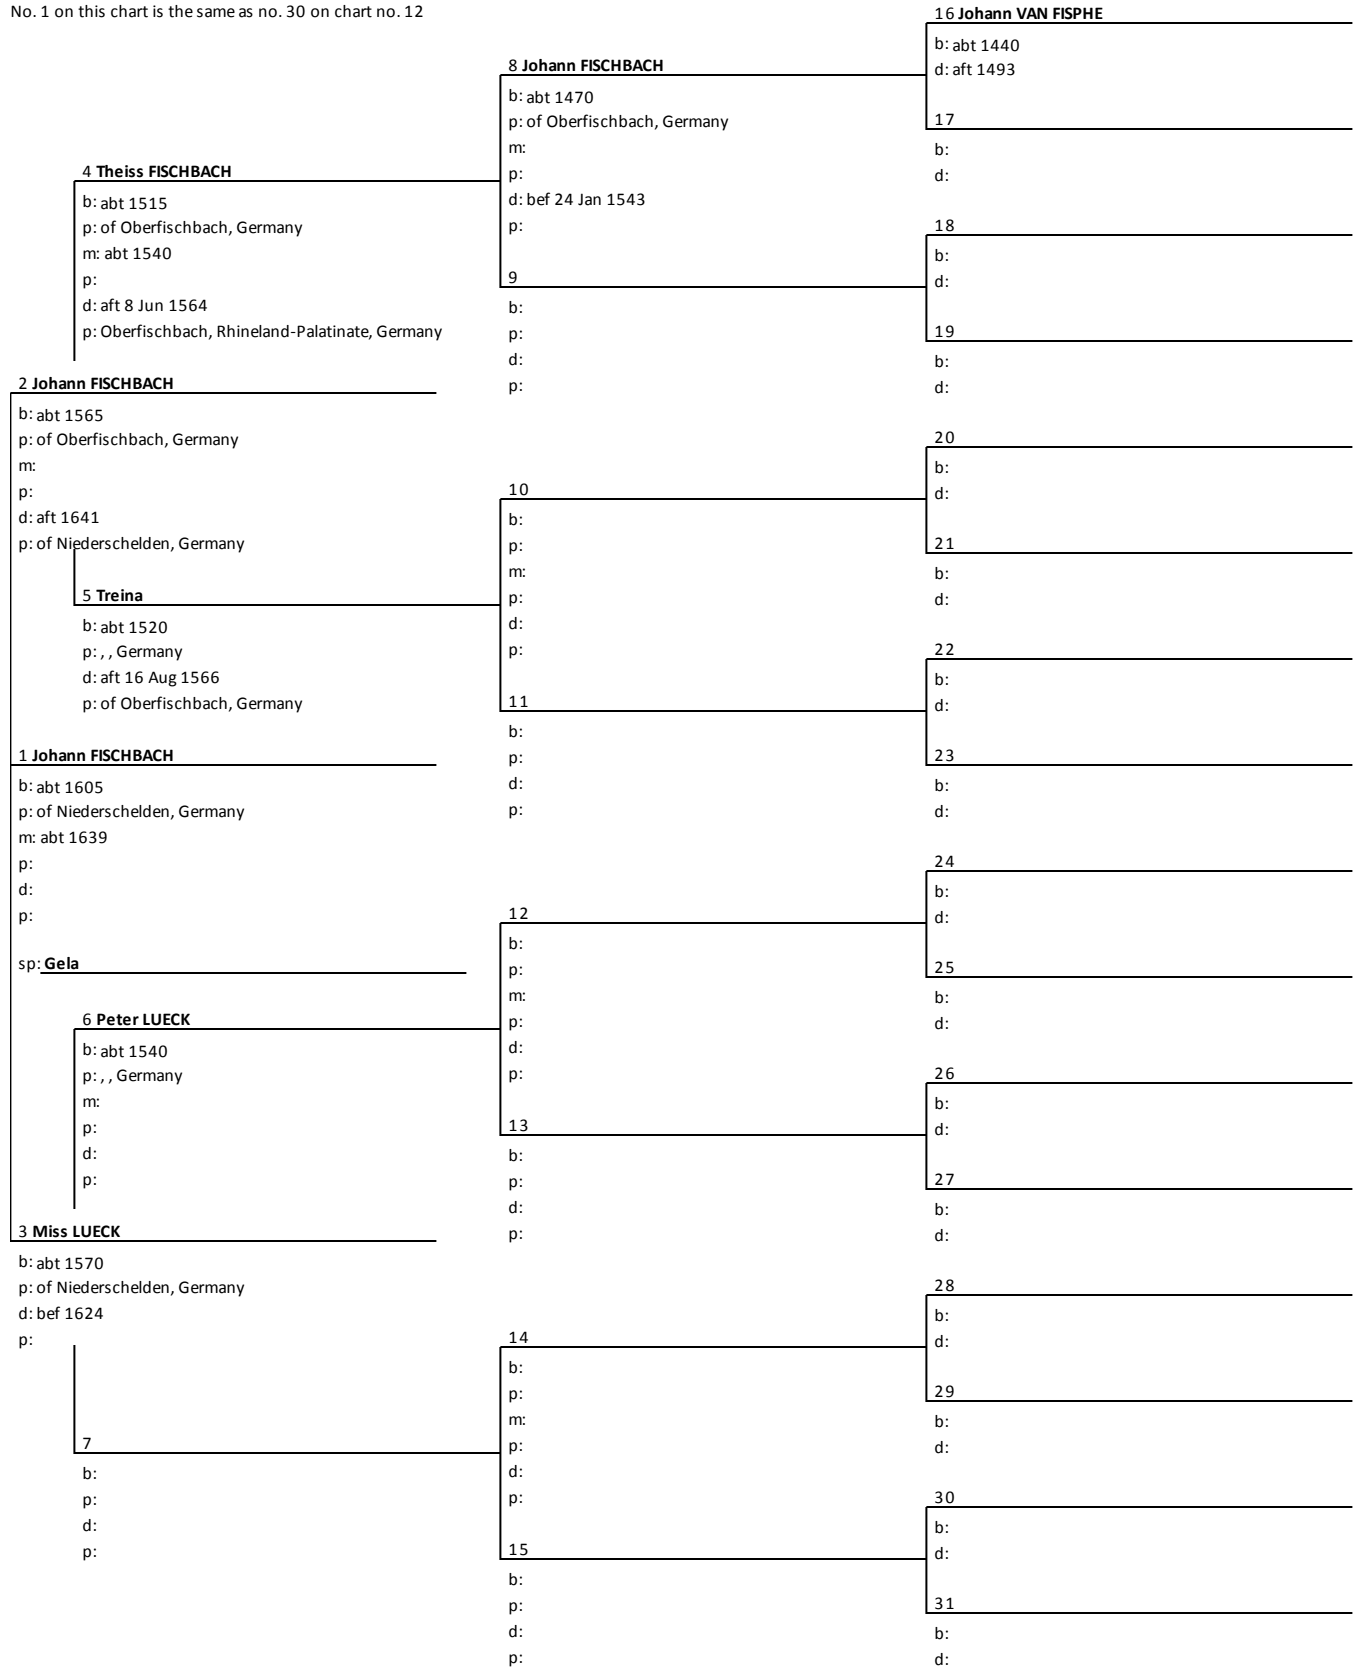 No. 1 on this chart is the same as no. 30 on chart no. 12
16 Johann VAN FISPHE
b: abt 1440
d: aft 1493
8 Johann FISCHBACH
b: abt 1470
p: of Oberfischbach, Germany
m:
p:
d: bef 24 Jan 1543
p:
17
b:
d:
4 Theiss FISCHBACH
b: abt 1515
p: of Oberfischbach, Germany
m: abt 1540
p:
d: aft 8 Jun 1564
p: Oberfischbach, Rhineland-Palatinate, Germany
18
b:
d:
9
b:
p:
d:
p:
19
b:
d:
2 Johann FISCHBACH
b: abt 1565
p: of Oberfischbach, Germany
m:
p:
d: aft 1641
p: of Niederschelden, Germany
20
b:
d:
10
b:
p:
m:
p:
d:
p:
21
b:
d:
5 Treina
b: abt 1520
p: , , Germany
d: aft 16 Aug 1566
p: of Oberfischbach, Germany
22
b:
d:
11
b:
p:
d:
p:
23
b:
d:
1 Johann FISCHBACH
b: abt 1605
p: of Niederschelden, Germany
m: abt 1639
p:
d:
p:
sp: Gela
24
b:
d:
12
b:
p:
m:
p:
d:
p:
25
b:
d:
6 Peter LUECK
b: abt 1540
p: , , Germany
m:
p:
d:
p:
26
b:
d:
13
b:
p:
d:
p:
27
b:
d:
3 Miss LUECK
b: abt 1570
p: of Niederschelden, Germany
d: bef 1624
p:
28
b:
d:
14
b:
p:
m:
p:
d:
p:
29
b:
d:
7
b:
p:
d:
p:
30
b:
d:
15
b:
p:
d:
p:
31
b:
d: